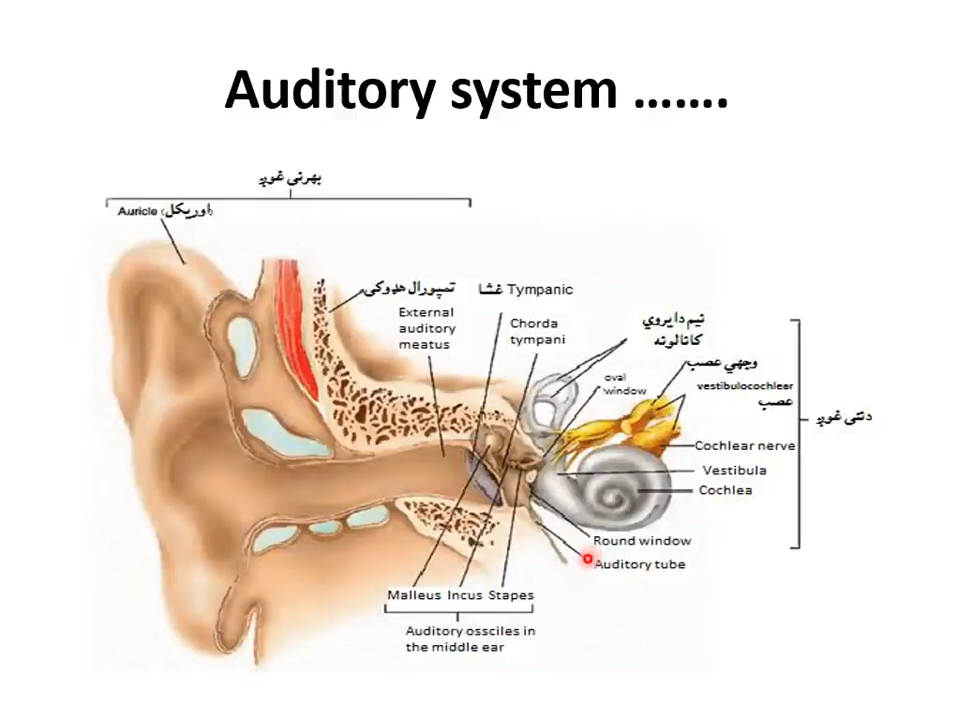 Auditory system .......
بهرنی غوږ
Auricle (اوریکل)
تمپورال هډوکی
غشا Tympanic
External
auditory
meatus
Chorda
tympani
نیم دایروي
کانالونه
وجهي عصب
oval
window
vestibulocochlear
عصب
دننی غوږ
Cochlear nerve
Vestibula
Cochlea
Round window
Auditory tube
Malleus Incus Stapes
Auditory ossciles in
the middle ear